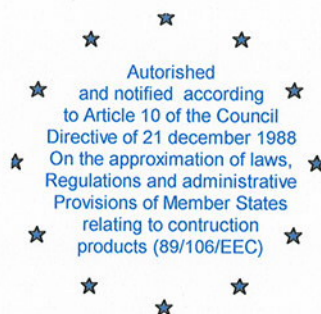 Autorished
and notified according
to Article 10 of the Council
Directive of 21 december 1988
On the approximation of laws,
Regulations and administrative
Provisions of Member States
relating to contruction
products (89/106/EEC)